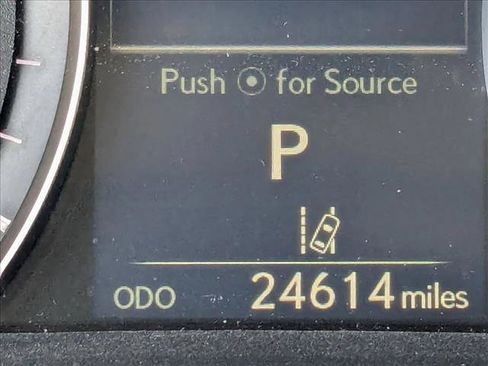 Push ⦿ for Source
P
ODO 24614 miles